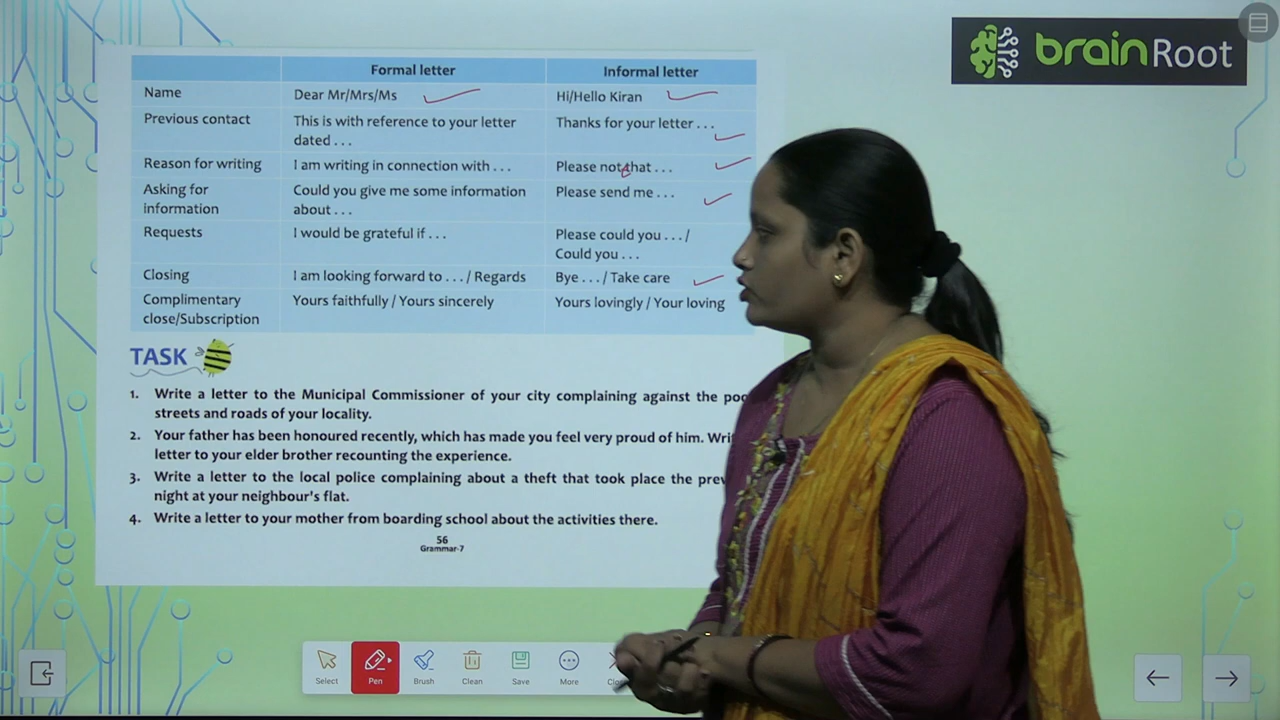 brainRoot
Formal letter Informal letter
Name Dear Mr/Mrs/Ms Hi/Hello Kiran
Previous contact This is with reference to your letter Thanks for your letter . . .
dated . . .
Reason for writing I am writing in connection with . . . Please note that . . .
Asking for Could you give me some information Please send me . . .
information about . . .
Requests I would be grateful if . . . Please could you . . . /
Could you . . .
Closing I am looking forward to . . . / Regards Bye . . . / Take care
Complimentary Yours faithfully / Yours sincerely Yours lovingly / Your loving
close/Subscription
TASK
1. Write a letter to the Municipal Commissioner of your city complaining against the
streets and roads of your locality.
2. Your father has been honoured recently, which has made you feel very proud of him.
letter to your elder brother recounting the experience.
3. Write a letter to the local police complaining about a theft that took place the
night at your neighbour's flat.
4. Write a letter to your mother from boarding school about the activities there.
56
Grammar-7
Select Pen Brush Clean Save More